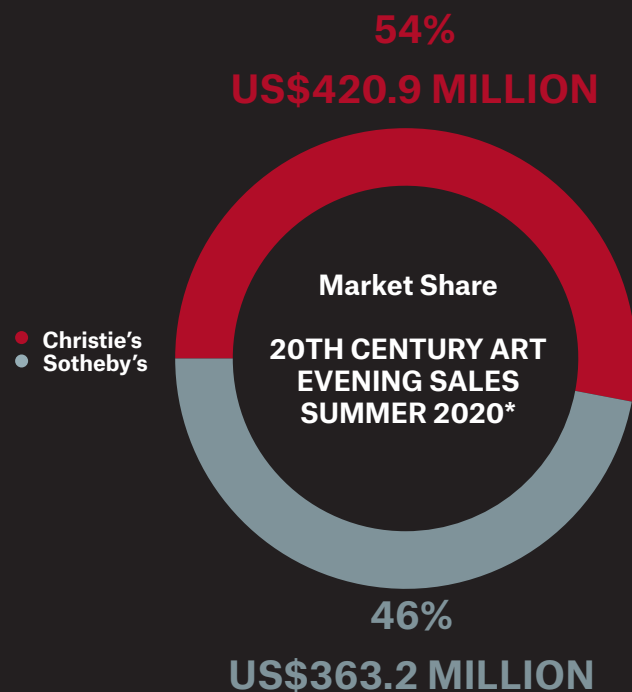 54%
US$420.9 MILLION
Market Share
20TH CENTURY ART
EVENING SALES
SUMMER 2020*
Christie’s
Sotheby’s
46%
US$363.2 MILLION